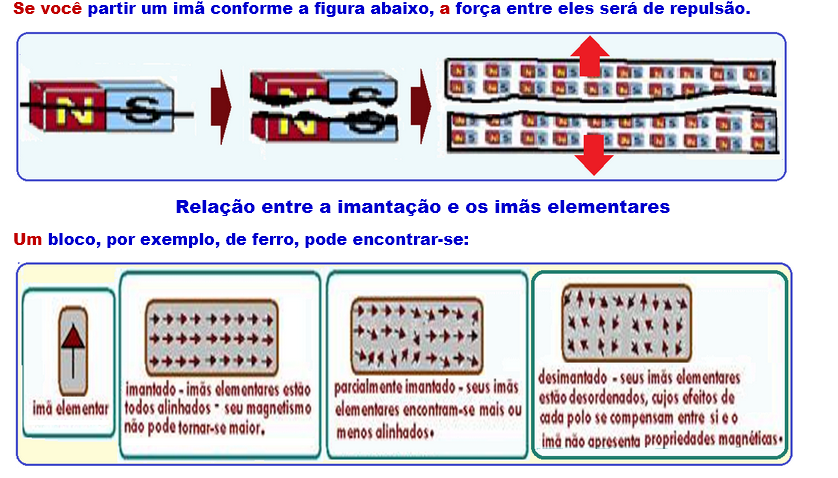 Se você partir um imã conforme a figura abaixo, a força entre eles será de repulsão.
N S
N S
N S
Relação entre a imantação e os imãs elementares
Um bloco, por exemplo, de ferro, pode encontrar-se:
imã elementar
imantado - imãs elementares estão
todos alinhados - seu magnetismo
não pode tornar-se maior.
parcialmente imantado - seus imãs
elementares encontram-se mais ou
menos alinhados.
desimantado - seus imãs elementares
estão desordenados, cujos efeitos de
cada polo se compensam entre si e o
imã não apresenta propriedades magnéticas.